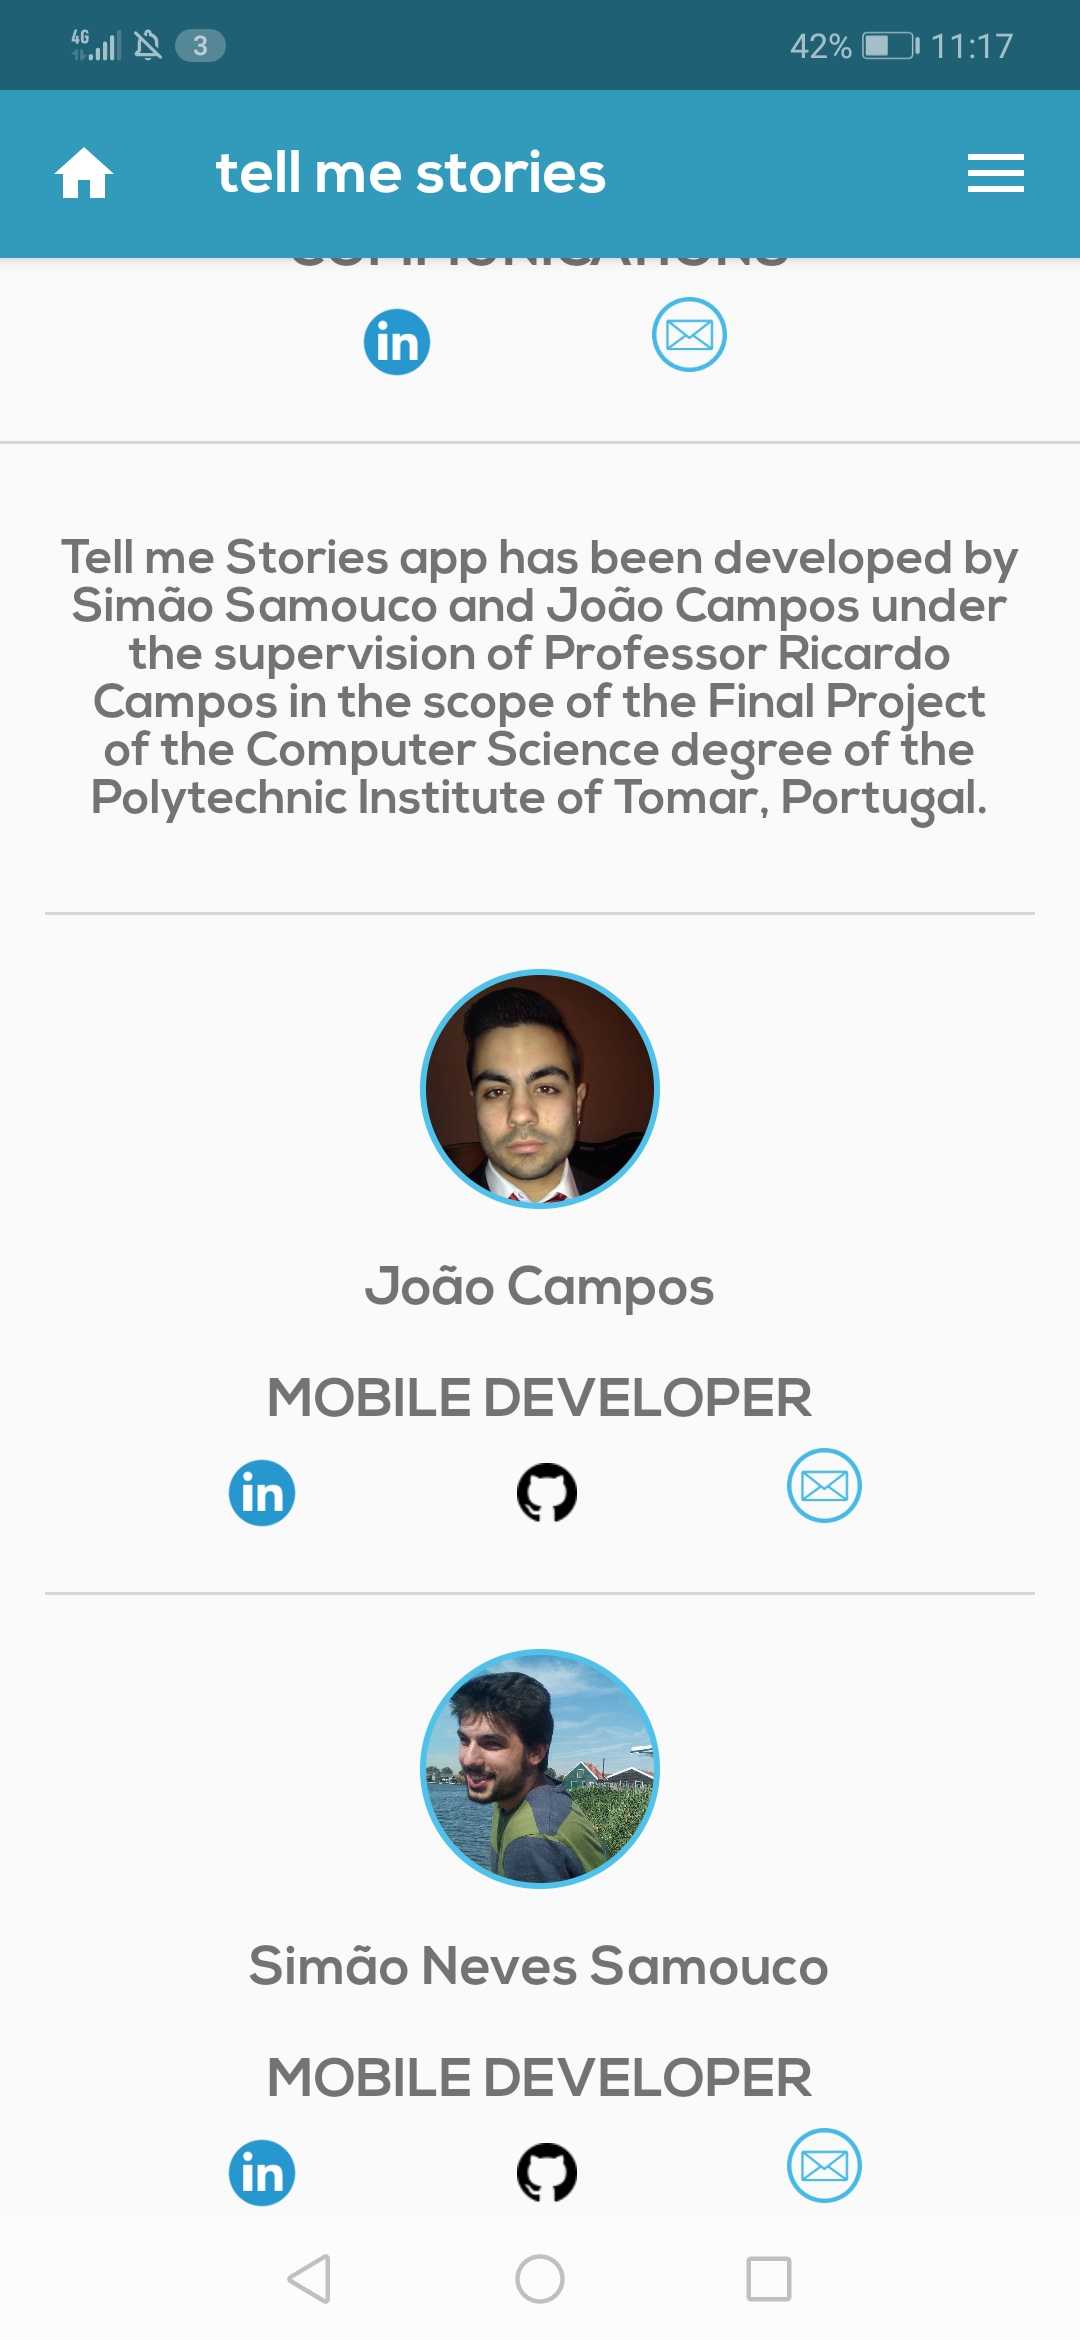 4G 3 42% 11:17
tell me stories
COMMUNICATIONS
in
Tell me Stories app has been developed by
Simão Samouco and João Campos under
the supervision of Professor Ricardo
Campos in the scope of the Final Project
of the Computer Science degree of the
Polytechnic Institute of Tomar, Portugal.
João Campos
MOBILE DEVELOPER
in
Simão Neves Samouco
MOBILE DEVELOPER
in